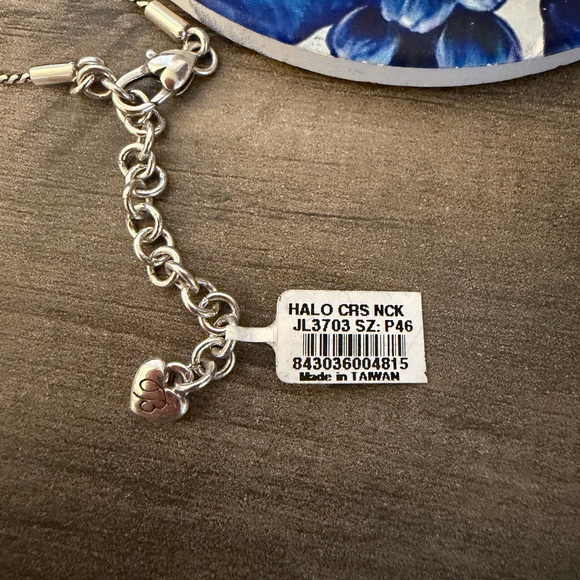 HALO CRS NCK
JL3703 SZ: P46
843036004815
Made in TAIWAN